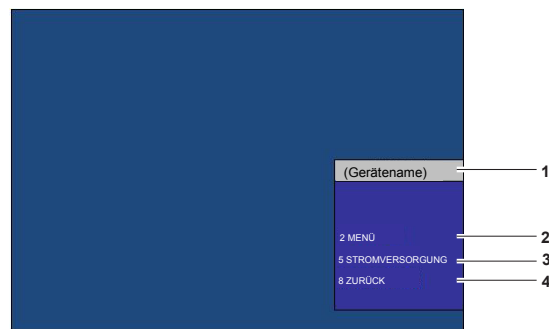 (Gerätename) 1
2 MENÜ 2
5 STROMVERSORGUNG 3
8 ZURÜCK 4